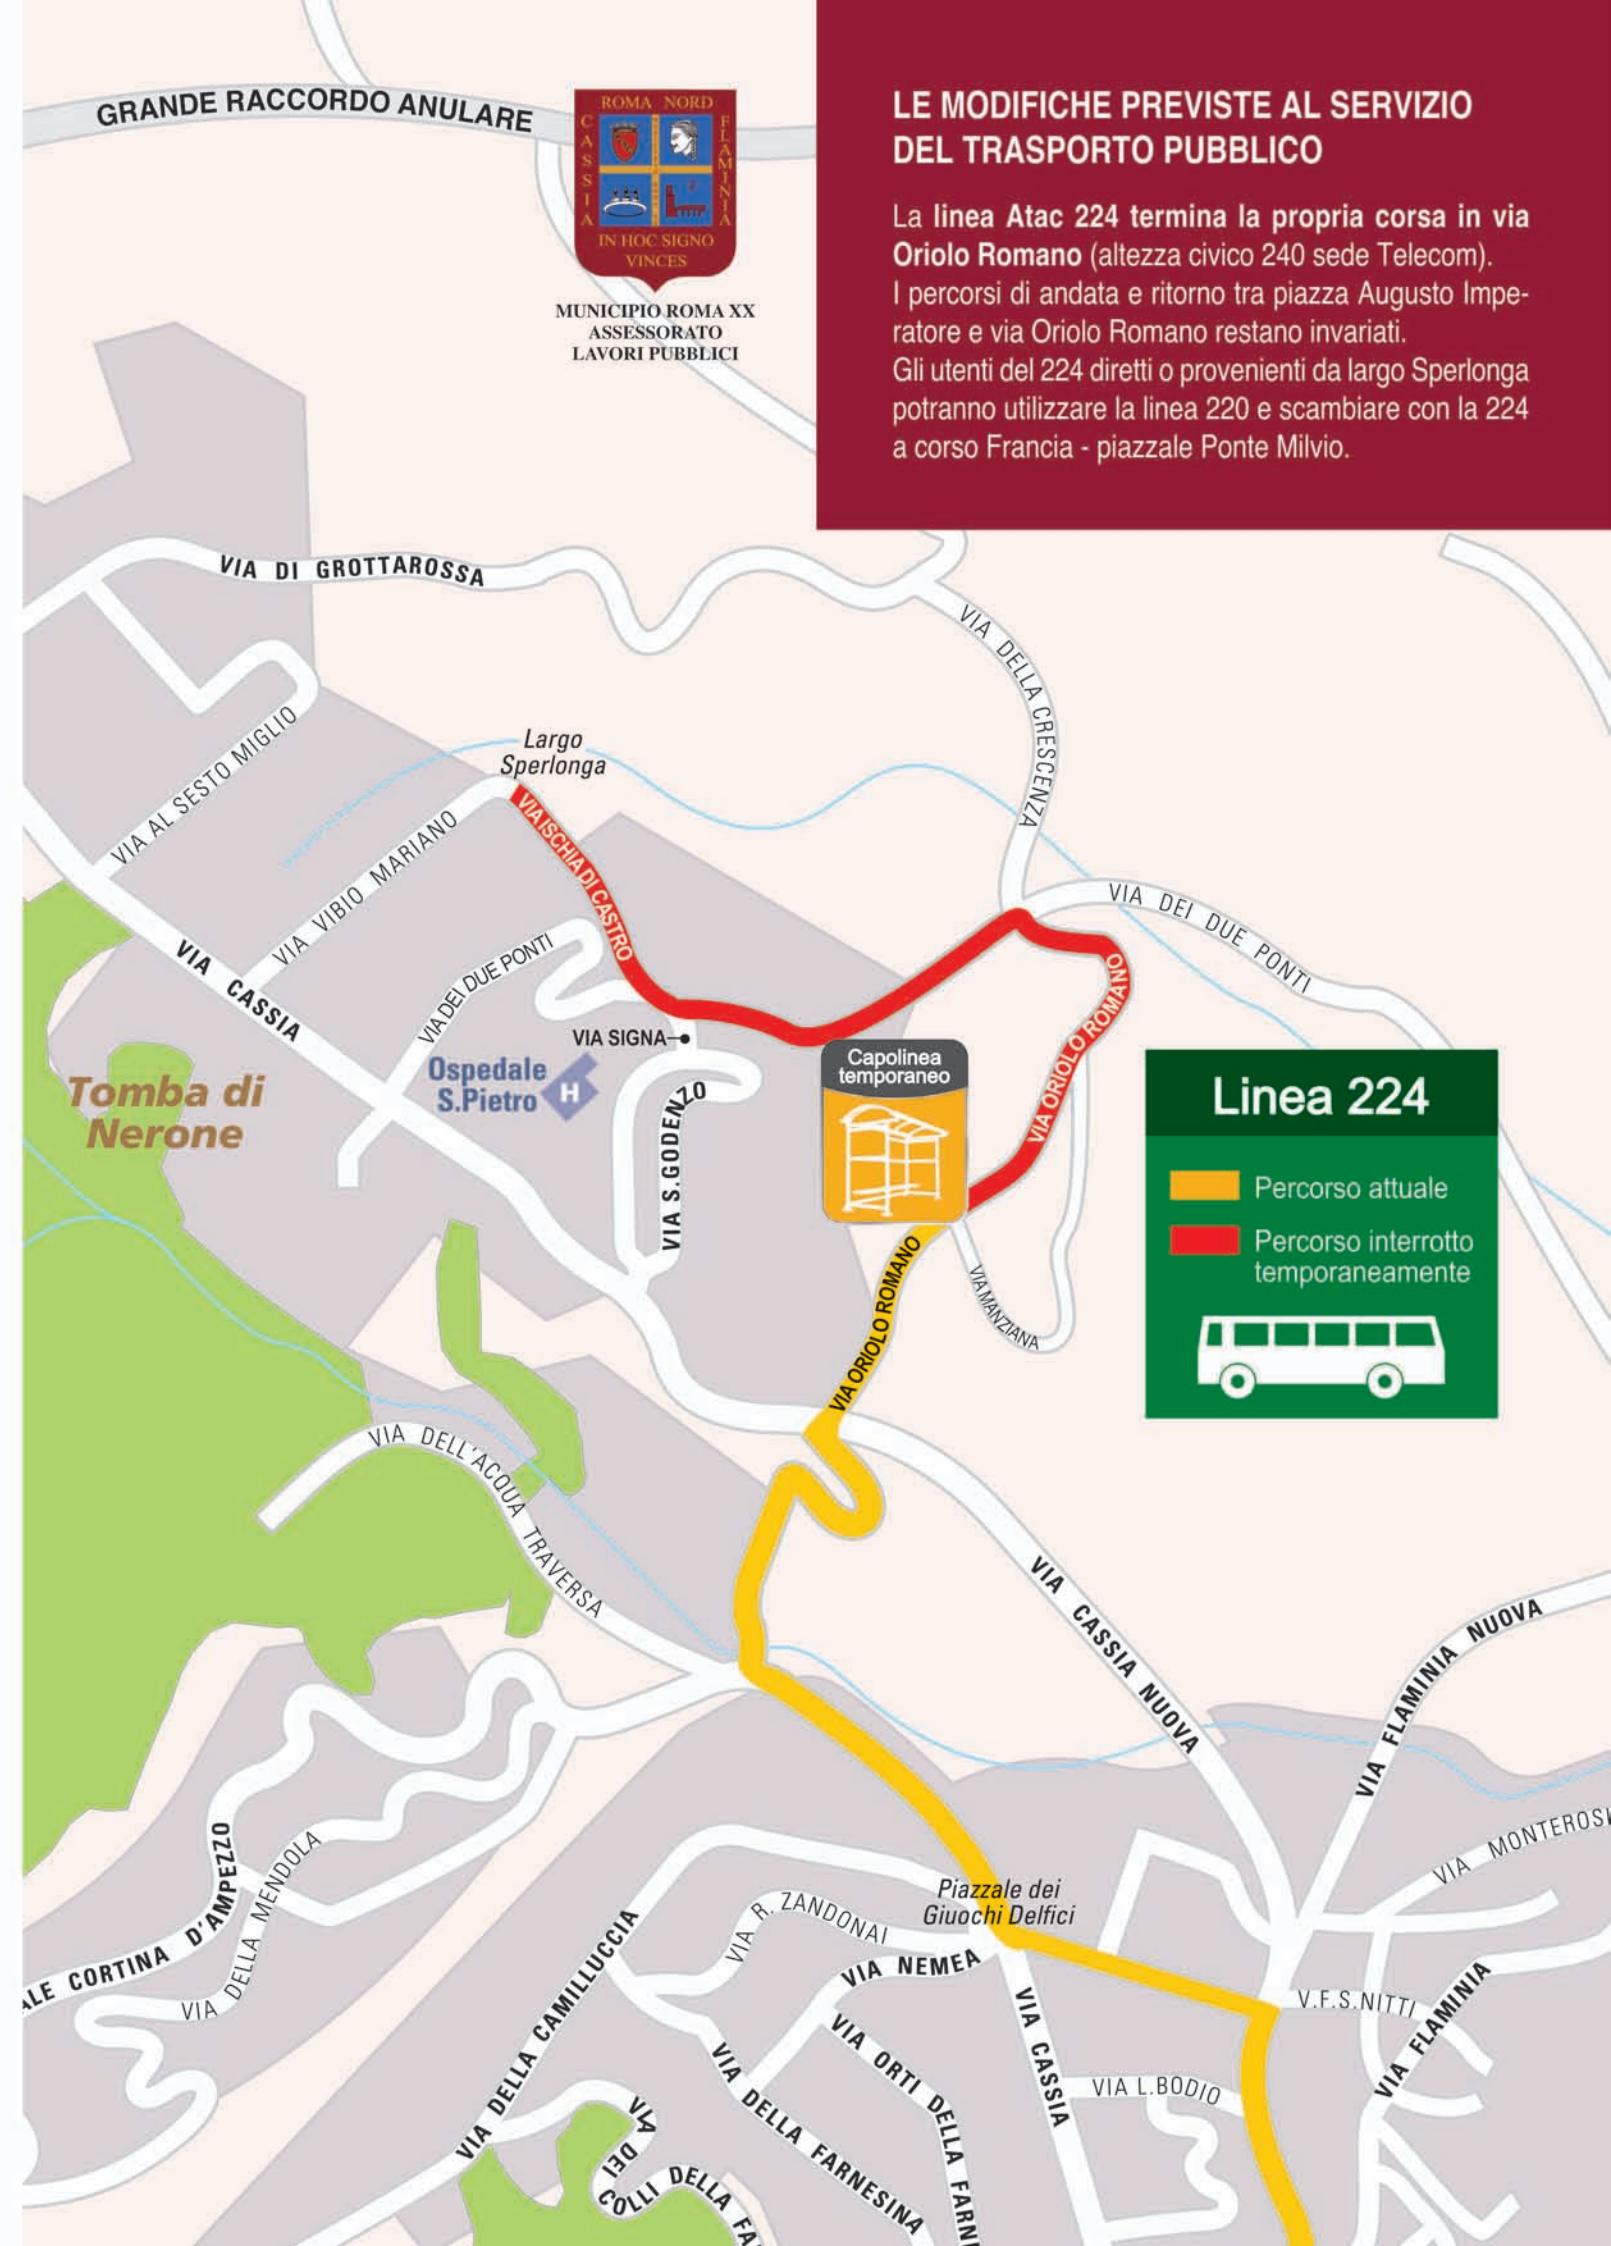 GRANDE RACCORDO ANULARE
ROMA NORD
CASSIA
FLAMINIA
IN HOC SIGNO
VINCES
MUNICIPIO ROMA XX
ASSESSORATO
LAVORI PUBBLICI
LE MODIFICHE PREVISTE AL SERVIZIO
DEL TRASPORTO PUBBLICO
La linea Atac 224 termina la propria corsa in via
Oriolo Romano (altezza civico 240 sede Telecom).
I percorsi di andata e ritorno tra piazza Augusto Impe-
ratore e via Oriolo Romano restano invariati.
Gli utenti del 224 diretti o provenienti da largo Sperlonga
potranno utilizzare la linea 220 e scambiare con la 224
a corso Francia - piazzale Ponte Milvio.
VIA DI GROTTAROSSA
VIA DELLA CRESCENZA
VIA AL SESTO MIGLIO
Largo
Sperlonga
VIA ISCHIA DI CASTRO
VIA VIBIO MARIANO
VIA DEI DUE PONTI
VIA CASSIA
VIA DEI DUE PONTI
VIA ORIOLO ROMANO
VIA SIGNA
Ospedale
S.Pietro
H
Tomba di
Nerone
VIA S.GODENZO
Capolinea
temporaneo
Linea 224
Percorso attuale
Percorso interrotto
temporaneamente
VIA ORIOLO ROMANO
VIA MANZIANA
VIA DELL'ACQUA TRAVERSA
VIA CASSIA NUOVA
VIA FLAMINIA NUOVA
VIA MONTEROSI
Piazzale dei
Giuochi Delfici
VIA R. ZANDONAI
VIA NEMEA
ALE CORTINA D'AMPEZZO
VIA DELLA MENDOLA
VIA DELLA CAMILLUCCIA
V.F.S.NITTI
VIA FLAMINIA
VIA CASSIA
VIA L.BODIO
VIA ORTI DELLA FARN
VIA DELLA FARNESINA
VIA DEI COLLI DELLA FA